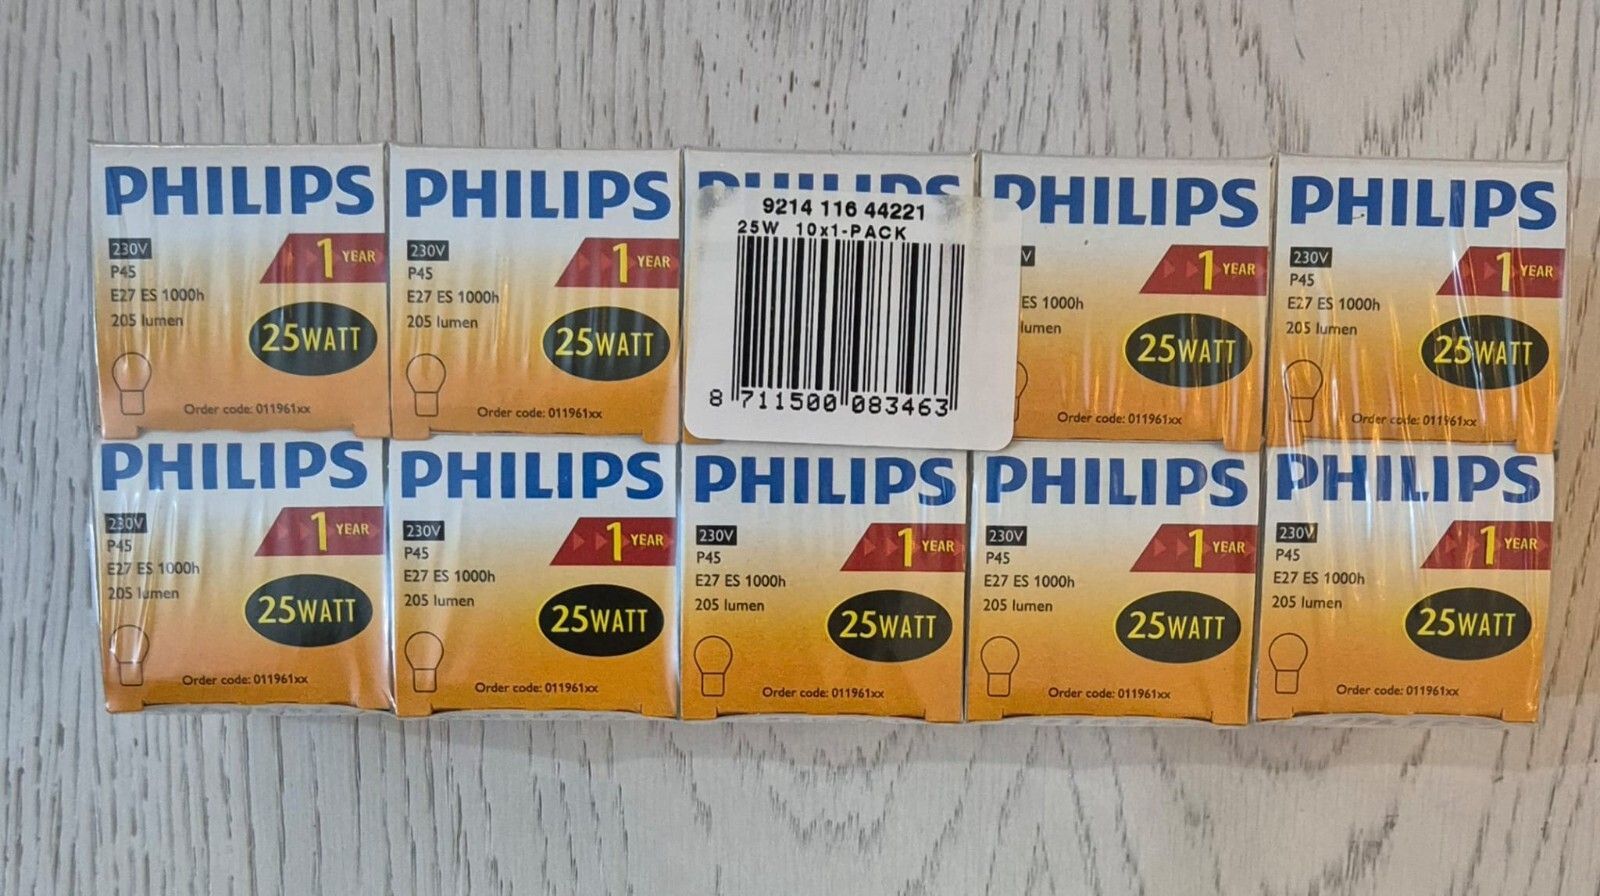 PHILIPS
230V
P45
E27 ES 1000h
205 lumen
1 YEAR
25WATT
Order code: 011961xx
PHILIPS
230V
P45
E27 ES 1000h
205 lumen
1 YEAR
25WATT
Order code: 011961xx
PHILIPS
9214 116 44221
25W 10x1-PACK
8 711500 083463
PHILIPS
V
ES 1000h
lumen
1 YEAR
25WATT
Order code: 011961xx
PHILIPS
230V
P45
E27 ES 1000h
205 lumen
1 YEAR
25WATT
Order code: 011961xx
PHILIPS
230V
P45
E27 ES 1000h
205 lumen
1 YEAR
25WATT
Order code: 011961xx
PHILIPS
230V
P45
E27 ES 1000h
205 lumen
1 YEAR
25WATT
Order code: 011961xx
PHILIPS
230V
P45
E27 ES 1000h
205 lumen
1 YEAR
25WATT
Order code: 011961xx
PHILIPS
230V
P45
E27 ES 1000h
205 lumen
1 YEAR
25WATT
Order code: 011961xx
PHILIPS
230V
P45
E27 ES 1000h
205 lumen
1 YEAR
25WATT
Order code: 011961xx